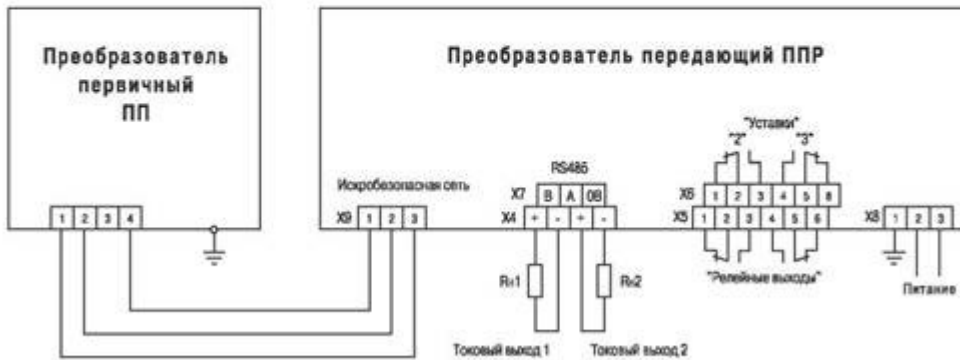 Преобразователь
первичный
ПП
1 2 3 4
Преобразователь передающий ППР
Искробезопасная сеть
X9 1 2 3
RS485
X7 B A 0B
X4 + - + -
Rн1
Rн2
Токовый выход 1
Токовый выход 2
"Уставки"
"2" "3"
X6 1 2 3 4 5 6
X5 1 2 3 4 5 6
"Релейные выходы"
X8 1 2 3
Питание